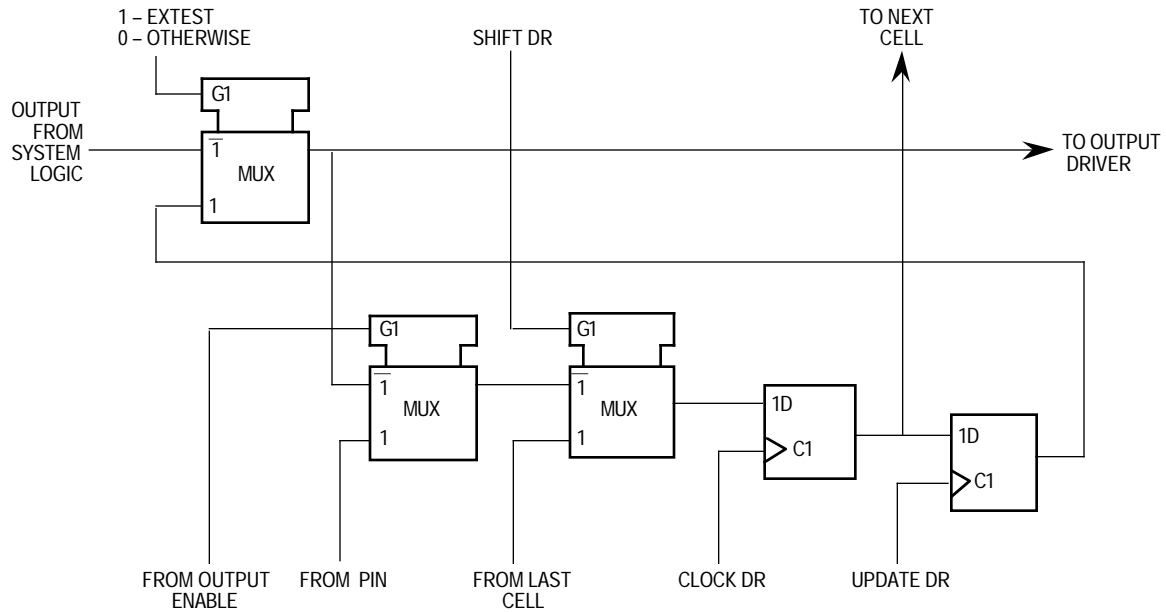 1 – EXTEST
0 – OTHERWISE
SHIFT DR
TO NEXT
CELL
G1
OUTPUT
FROM
SYSTEM
LOGIC
1
MUX
1
TO OUTPUT
DRIVER
G1
G1
1
MUX
1
1
MUX
1
1D
C1
1D
C1
FROM OUTPUT
ENABLE
FROM PIN
FROM LAST
CELL
CLOCK DR
UPDATE DR